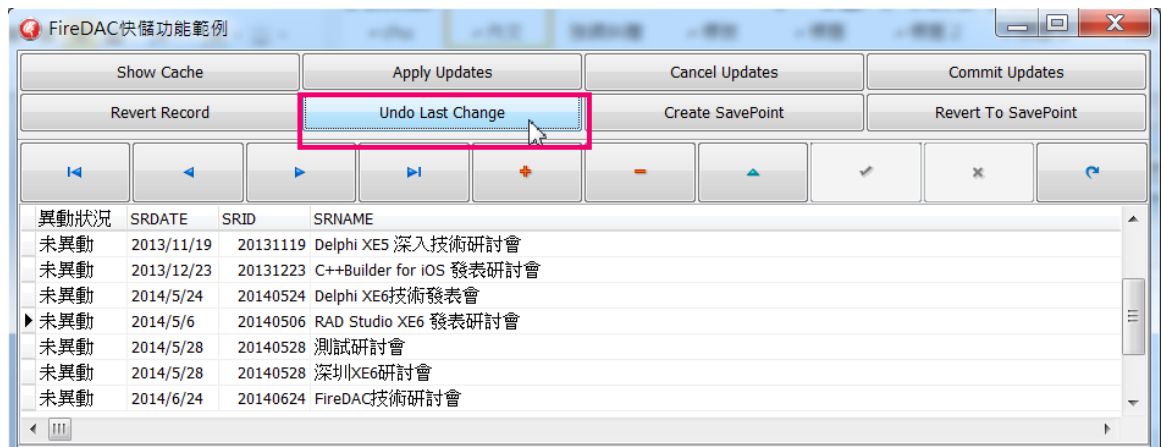 FireDAC快儲功能範例
Show Cache Apply Updates Cancel Updates Commit Updates
Revert Record Undo Last Change Create SavePoint Revert To SavePoint
異動狀況 SRDATE SRID SRNAME
未異動 2013/11/19 20131119 Delphi XE5 深入技術研討會
未異動 2013/12/23 20131223 C++Builder for iOS 發表研討會
未異動 2014/5/24 20140524 Delphi XE6技術發表會
未異動 2014/5/6 20140506 RAD Studio XE6 發表研討會
未異動 2014/5/28 20140528 測試研討會
未異動 2014/5/28 20140528 深圳XE6研討會
未異動 2014/6/24 20140624 FireDAC技術研討會